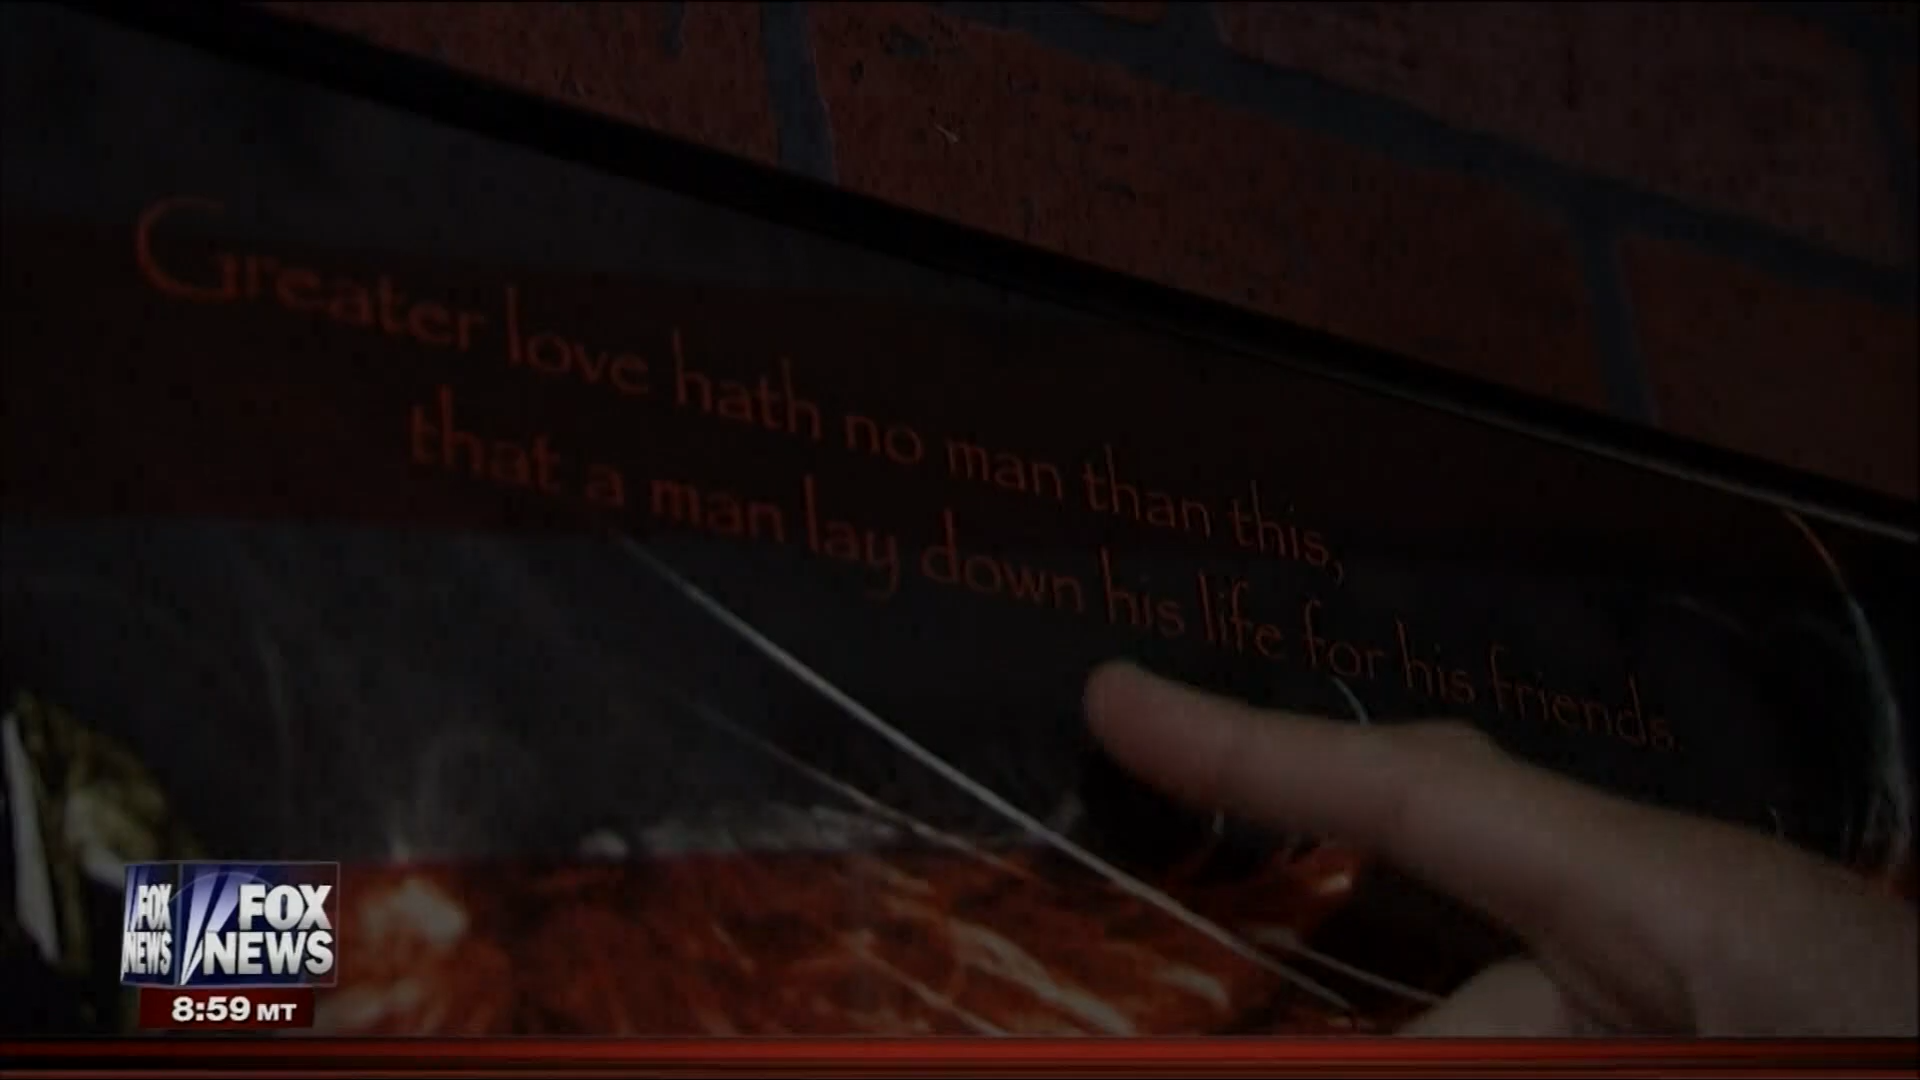 Greater love hath no man than this,
that a man lay down his life for his friends.
FOX
NEWS
FOX
NEWS
8:59 MT